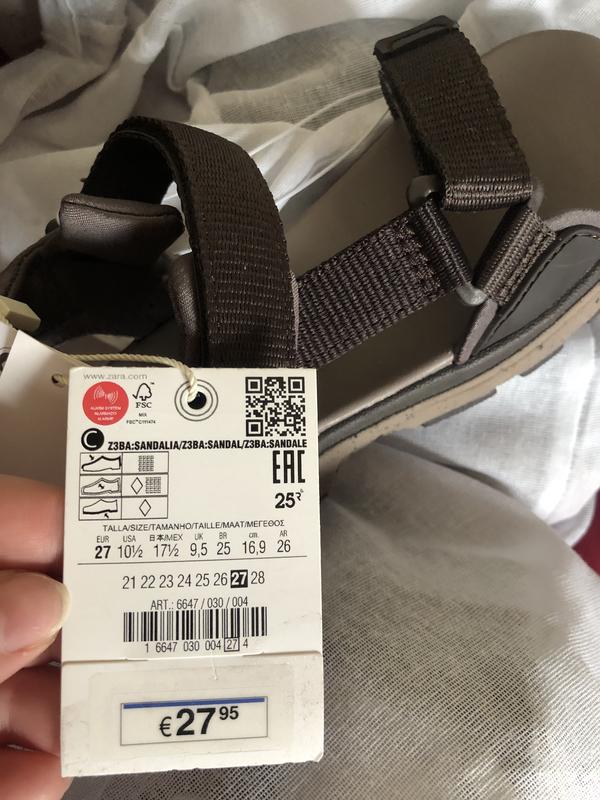 www.zara.com
ALARM SYSTEM
FSC
MIX
FSC™ C111474
C Z3BA:SANDALIA/Z3BA:SANDAL/Z3BA:SANDALE
EAC
25
TALLA/SIZE/TAMANHO/TAILLE/MAAT/ΜΕΓΕΘΟΣ
EUR USA 日本/MEX UK BR cm. AR
27 10½ 17½ 9,5 25 16,9 26
21 22 23 24 25 26 27 28
ART.: 6647 / 030 / 004
1 6647 030 004 27 4
€27 95